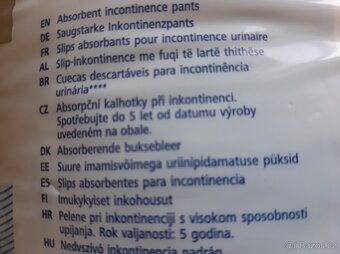 EN Absorbent incontinence pants
DE Saugstarke Inkontinenzpants
FR Slips absorbants pour incontinence urinaire
AL Slip-Inkontinence me fuqi të lartë thithëse
BR Cuecas descartáveis para incontinência
urinária****
CZ Absorpční kalhotky při inkontinenci.
Spotřebujte do 5 let od datumu výroby
uvedeném na obale.
DK Absorberende buksebleer
EE Suure imamisvõimega uriinipidamatuse püksid
ES Slips absorbentes para incontinencia
FI Imukykyiset inkohousut
HR Pelene pri inkontinenciji s visokom sposobnosti
upijanja. Rok valjanosti: 5 godina.
HU Nedvszívó inkontinencia nadrág